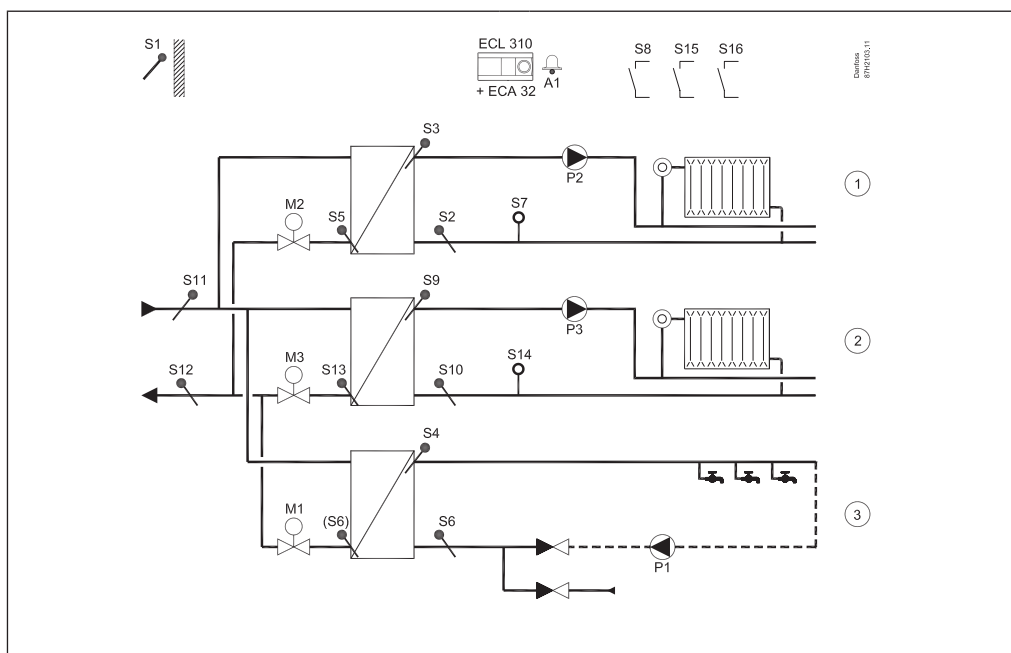 S1
ECL 310
+ ECA 32
A1
S8
S15
S16
Danfoss
87H2103.11
S3
P2
1
M2
S5
S2
S7
S11
S9
P3
2
S12
M3
S13
S10
S14
S4
3
M1
(S6)
S6
P1